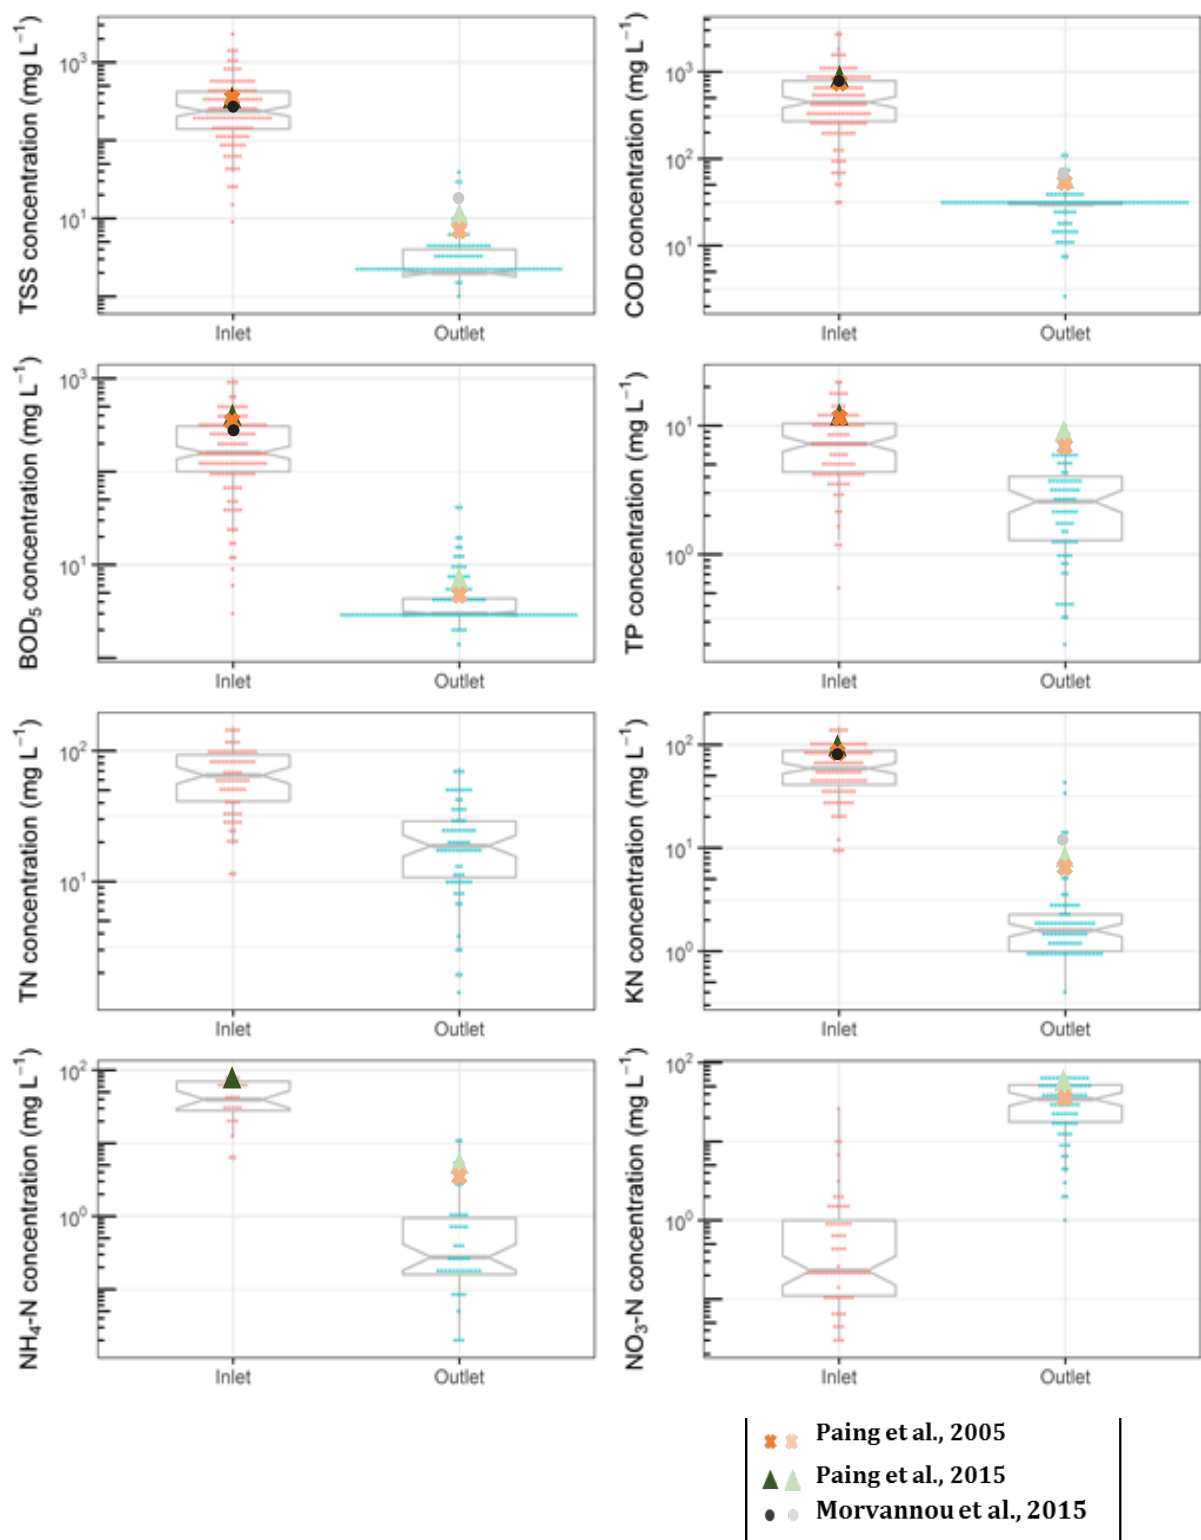 TSS concentration (mg L⁻¹)
10³
10¹
Inlet Outlet
COD concentration (mg L⁻¹)
10³
10²
10¹
Inlet Outlet
BOD₅ concentration (mg L⁻¹)
10³
10¹
Inlet Outlet
TP concentration (mg L⁻¹)
10¹
10⁰
Inlet Outlet
TN concentration (mg L⁻¹)
10²
10¹
Inlet Outlet
KN concentration (mg L⁻¹)
10²
10¹
10⁰
Inlet Outlet
NH₄-N concentration (mg L⁻¹)
10²
10⁰
Inlet Outlet
NO₃-N concentration (mg L⁻¹)
10²
10⁰
Inlet Outlet
Paing et al., 2005
Paing et al., 2015
Morvannou et al., 2015